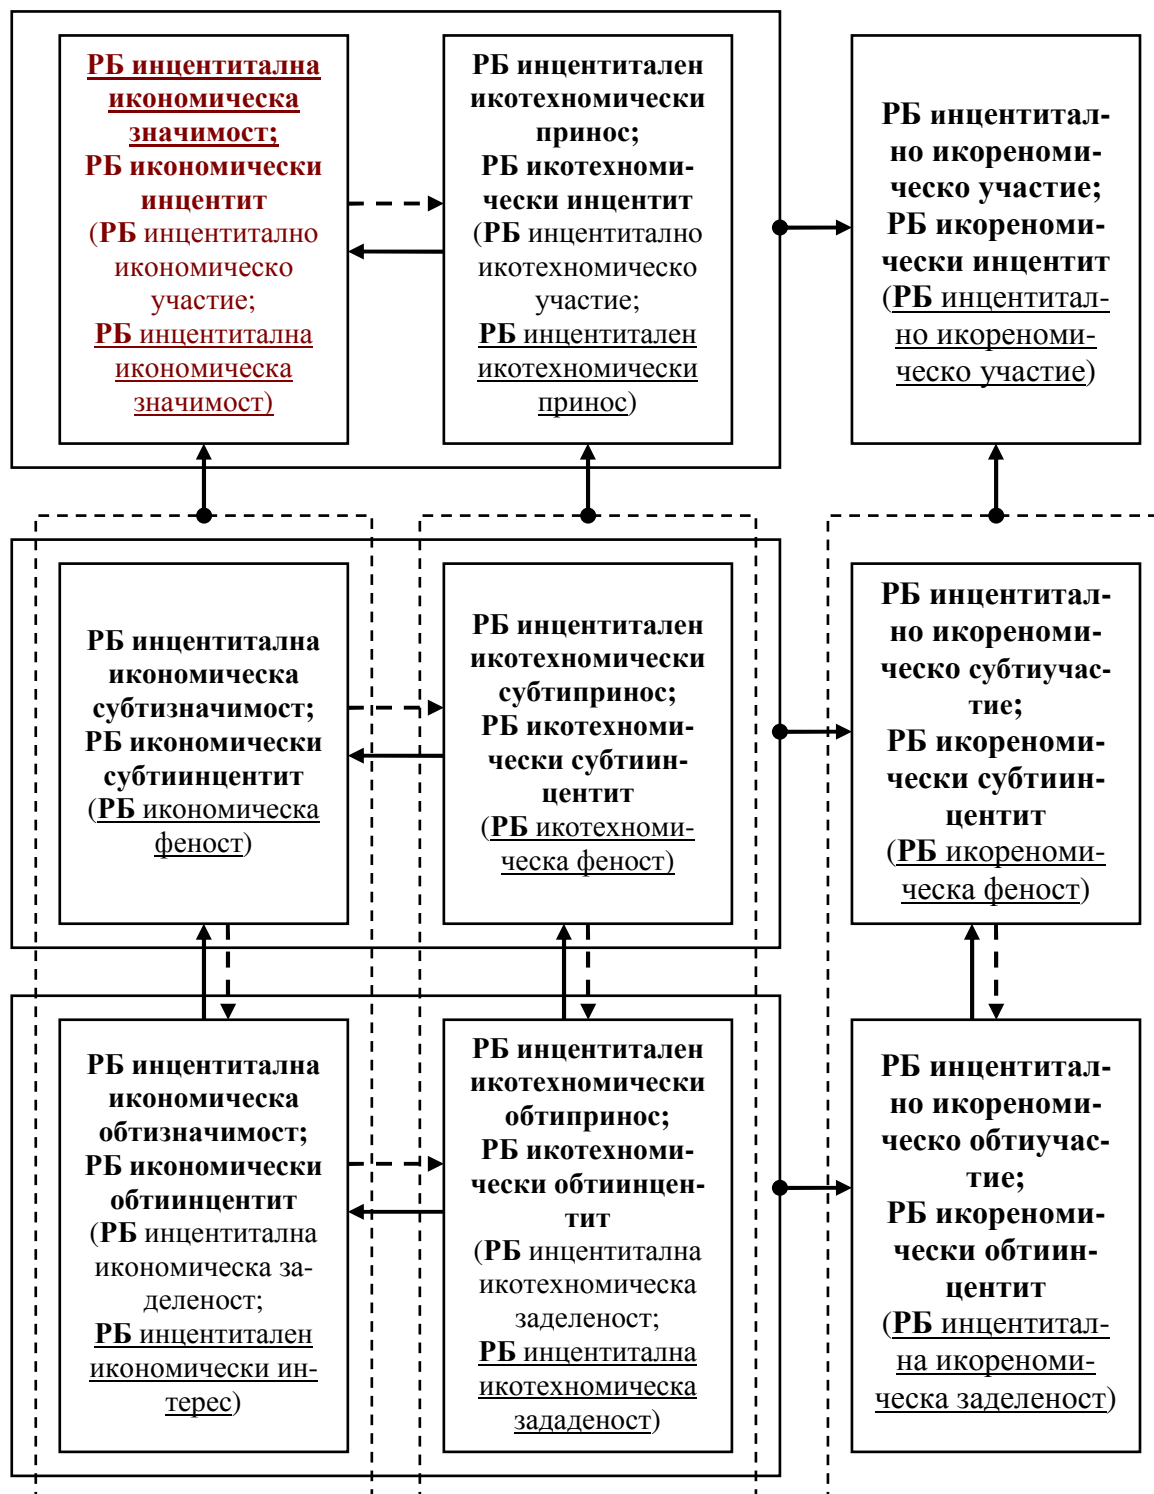 РБ инцентитална
икономическа
значимост;
РБ икономически
инцентит
(РБ инцентитално
икономическо
участие;
РБ инцентитална
икономическа
значимост)
РБ инцентитален
икотехномически
принос;
РБ икотехноми-
чески инцентит
(РБ инцентитално
икотехномическо
участие;
РБ инцентитален
икотехномически
принос)
РБ инцентитал-
но икореноми-
ческо участие;
РБ икореноми-
чески инцентит
(РБ инцентитал-
но икореноми-
ческо участие)
РБ инцентитална
икономическа
субтизначимост;
РБ икономически
субтиинцентит
(РБ икономическа
феност)
РБ инцентитален
икотехномически
субтипринос;
РБ икотехноми-
чески субтиин-
центит
(РБ икотехноми-
ческа феност)
РБ инцентитал-
но икореноми-
ческо субтиучас-
тие;
РБ икореноми-
чески субтиин-
центит
(РБ икореноми-
ческа феност)
РБ инцентитална
икономическа
обтизначимост;
РБ икономически
обтиинцентит
(РБ инцентитална
икономическа за-
деленост;
РБ инцентитален
икономически ин-
терес)
РБ инцентитален
икотехномически
обтипринос;
РБ икотехноми-
чески обтиинцен-
тит
(РБ инцентитална
икотехномическа
заделеност;
РБ инцентитална
икотехномическа
зададеност)
РБ инцентитал-
но икореноми-
ческо обтиучас-
тие;
РБ икореноми-
чески обтиин-
центит
(РБ инцентитал-
на икореноми-
ческа заделеност)